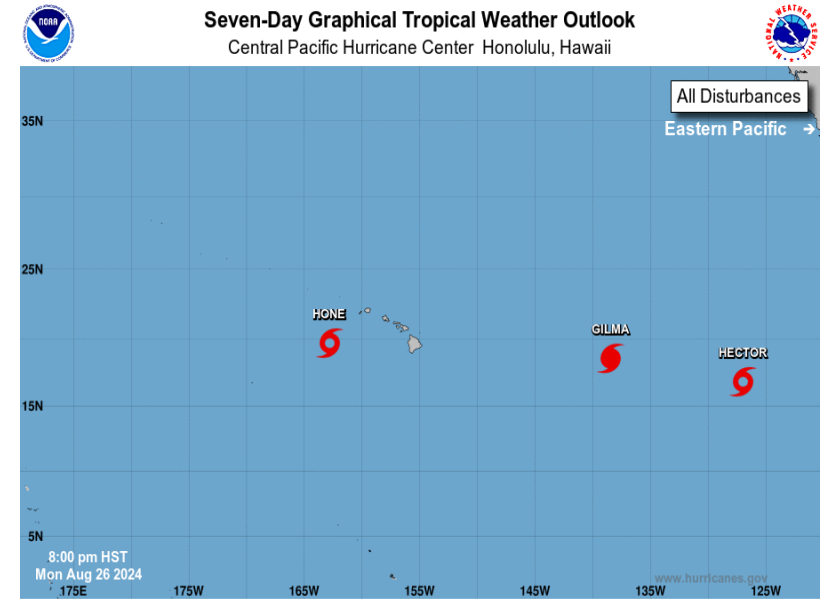 Seven-Day Graphical Tropical Weather Outlook
Central Pacific Hurricane Center Honolulu, Hawaii
NOAA
All Disturbances
Eastern Pacific →
35N
25N
HONE
GILMA
HECTOR
15N
5N
8:00 pm HST
Mon Aug 26 2024
www.hurricanes.gov
175E 175W 165W 155W 145W 135W 125W